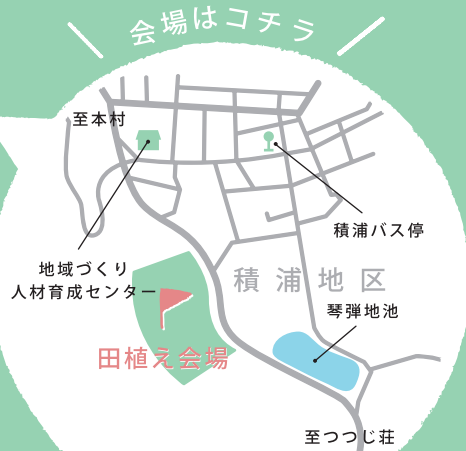 会場はコチラ
至本村
積浦バス停
地域づくり
人材育成センター
積浦地区
琴弾地池
田植え会場
至つつじ荘